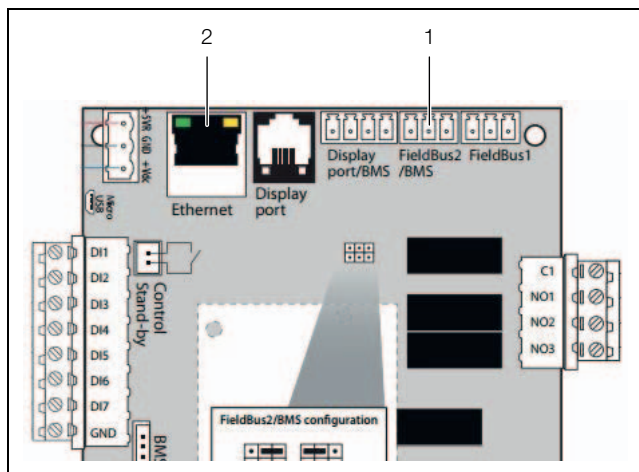 2
1
+5VR
GND
+Vdc
Micro
USB
Ethernet
Display
port
Display
port/BMS
FieldBus2
/BMS
FieldBus1
DI1
DI2
DI3
DI4
DI5
DI6
DI7
GND
Control
Stand-by
BMS
C1
NO1
NO2
NO3
FieldBus2/BMS configuration